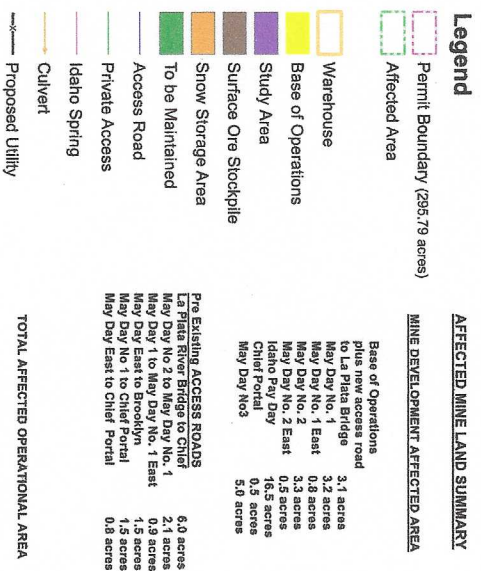 Legend
Permit Boundary (295.79 acres)
Affected Area
Warehouse
Base of Operations
Study Area
Surface Ore Stockpile
Snow Storage Area
To be Maintained
Access Road
Private Access
Idaho Spring
Culvert
Proposed Utility
AFFECTED MINE LAND SUMMARY
MINE DEVELOPMENT AFFECTED AREA
Base of Operations
plus new access road
to La Plata Bridge 3.1 acres
May Day No. 1 3.2 acres
May Day No. 1 East 0.8 acres
May Day No. 2 3.3 acres
May Day No. 2 East 0.5 acres
Idaho Pay Day 16.5 acres
Chief Portal 0.5 acres
May Day No3 5.0 acres
Pre Existing ACCESS ROADS
La Plata River Bridge to Chief 6.0 acres
May Day No 2 to May Day No. 1 2.1 acres
May Day 1 to May Day No. 1 East 0.9 acres
May Day East to Brooklyn 1.5 acres
May Day No 1 to Chief Portal 1.5 acres
May Day East to Chief Portal 0.8 acres
TOTAL AFFECTED OPERATIONAL AREA